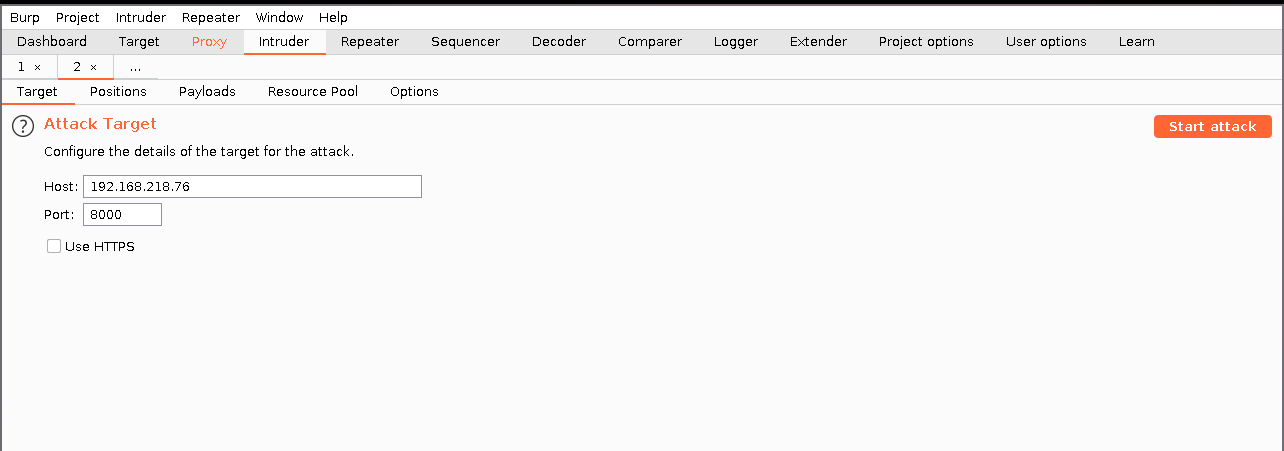 Burp Project Intruder Repeater Window Help
Dashboard Target Proxy Intruder Repeater Sequencer Decoder Comparer Logger Extender Project options User options Learn
1 × 2 × ...
Target Positions Payloads Resource Pool Options
? Attack Target Start attack
Configure the details of the target for the attack.
Host: 192.168.218.76
Port: 8000
Use HTTPS